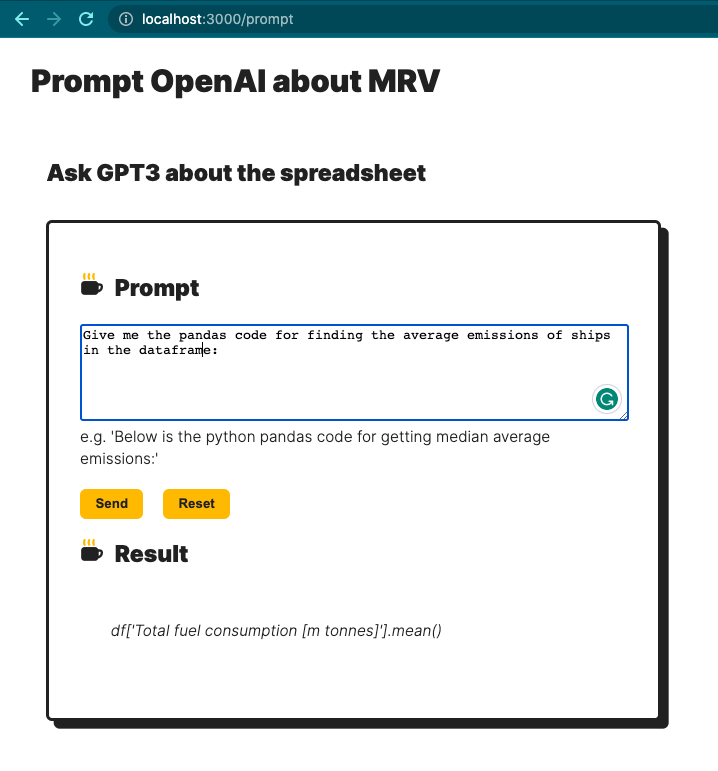 localhost:3000/prompt
Prompt OpenAI about MRV
Ask GPT3 about the spreadsheet
Prompt
Give me the pandas code for finding the average emissions of ships
in the dataframe:
e.g. 'Below is the python pandas code for getting median average
emissions:'
Send Reset
Result
df['Total fuel consumption [m tonnes]'].mean()